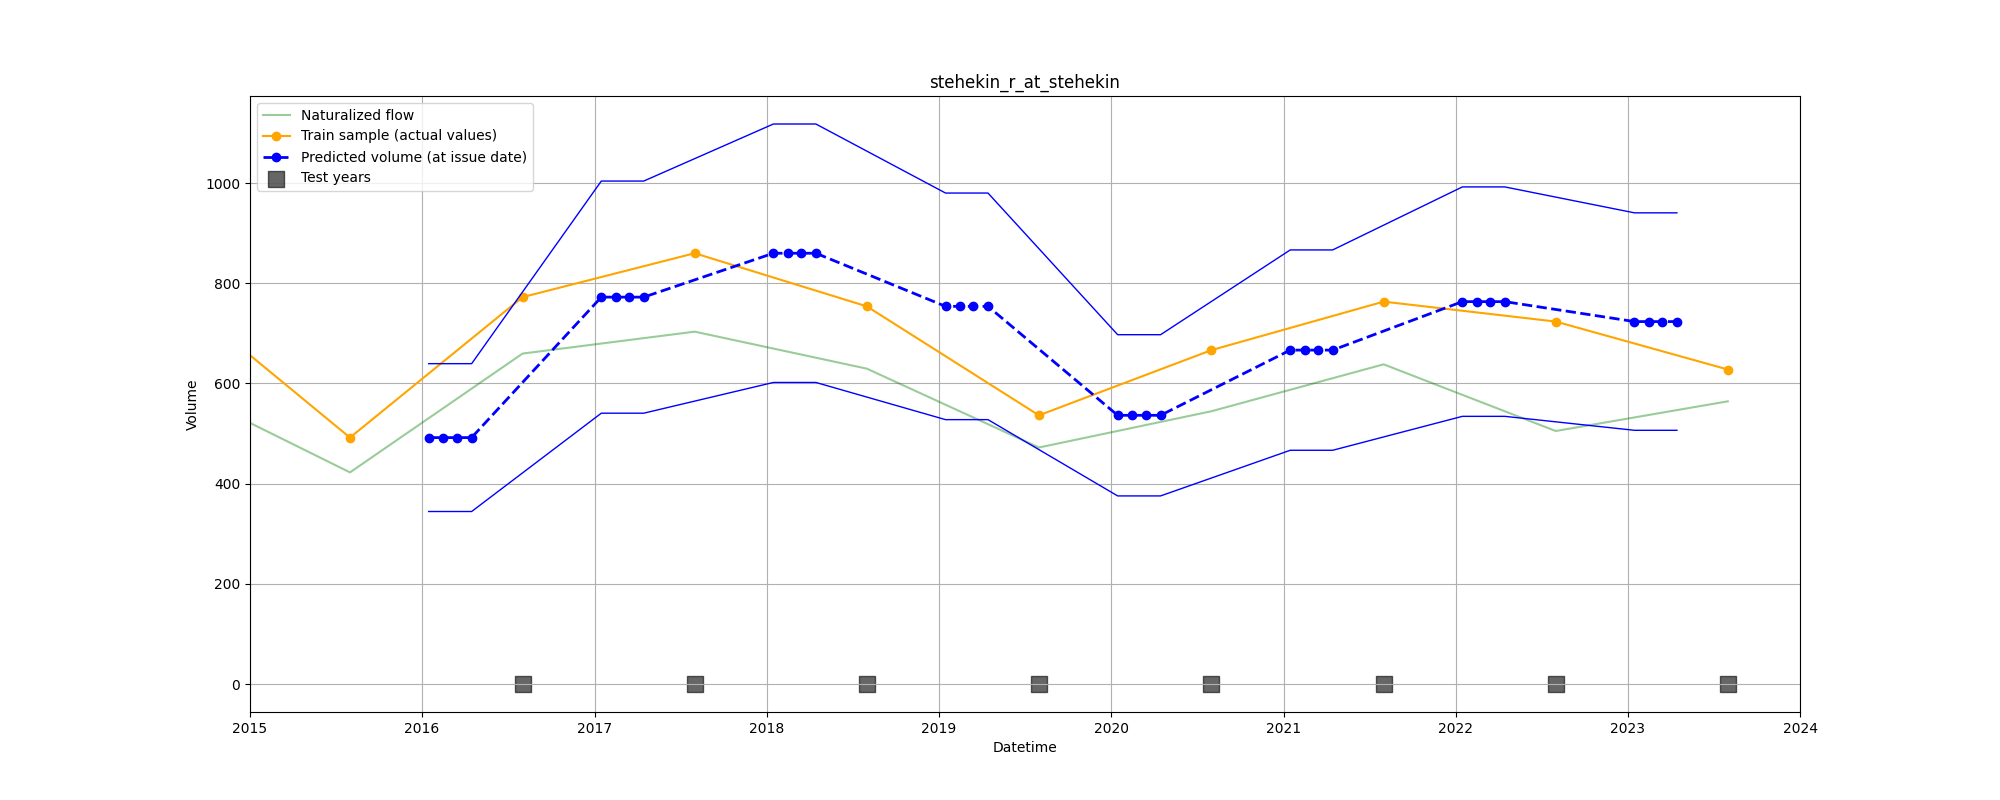 stehekin_r_at_stehekin
Naturalized flow
Train sample (actual values)
Predicted volume (at issue date)
Test years
1000
800
600
400
200
0
Volume
2015 2016 2017 2018 2019 2020 2021 2022 2023 2024
Datetime